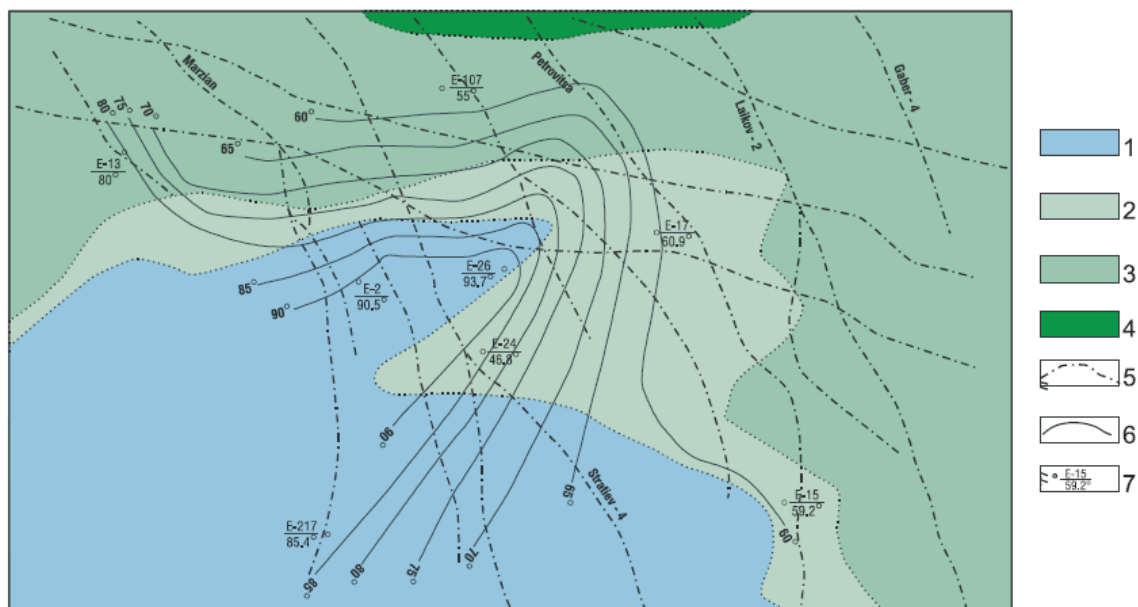 Marzian
E-107
55°
Petrovitsa
Laikov - 2
Gaber - 4
80°
75°
70°
60°
65°
E-13
80°
E-17
60.9°
E-26
93.7°
E-2
90.5°
85°
90°
E-24
46.8°
90
Stratiev - 4
65
E-15
59.2°
60
E-217
85.4°
85
80
75
70
1
2
3
4
5
6
E-15
59.2°
7